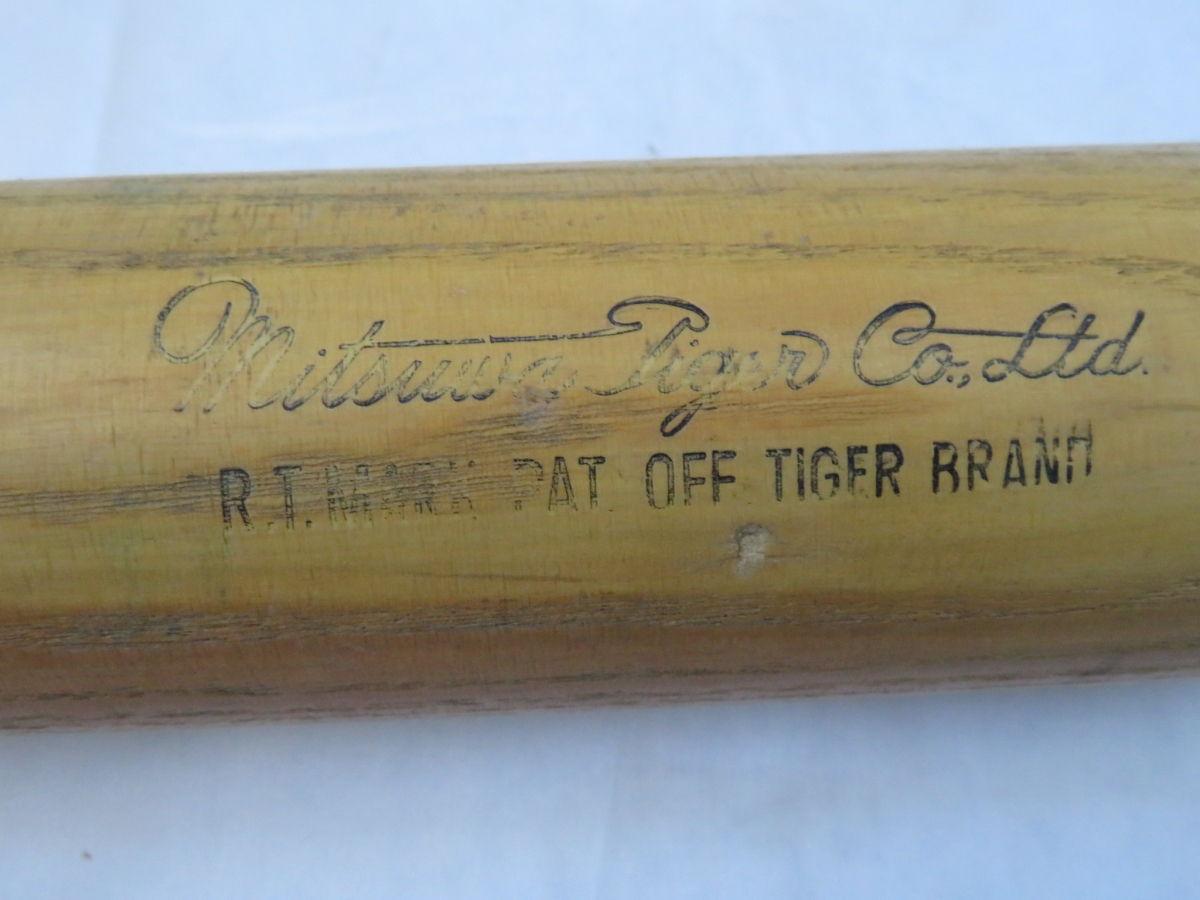 Mitsuwa Tiger Co., Ltd.
R.T. MARK PAT. OFF. TIGER BRAND